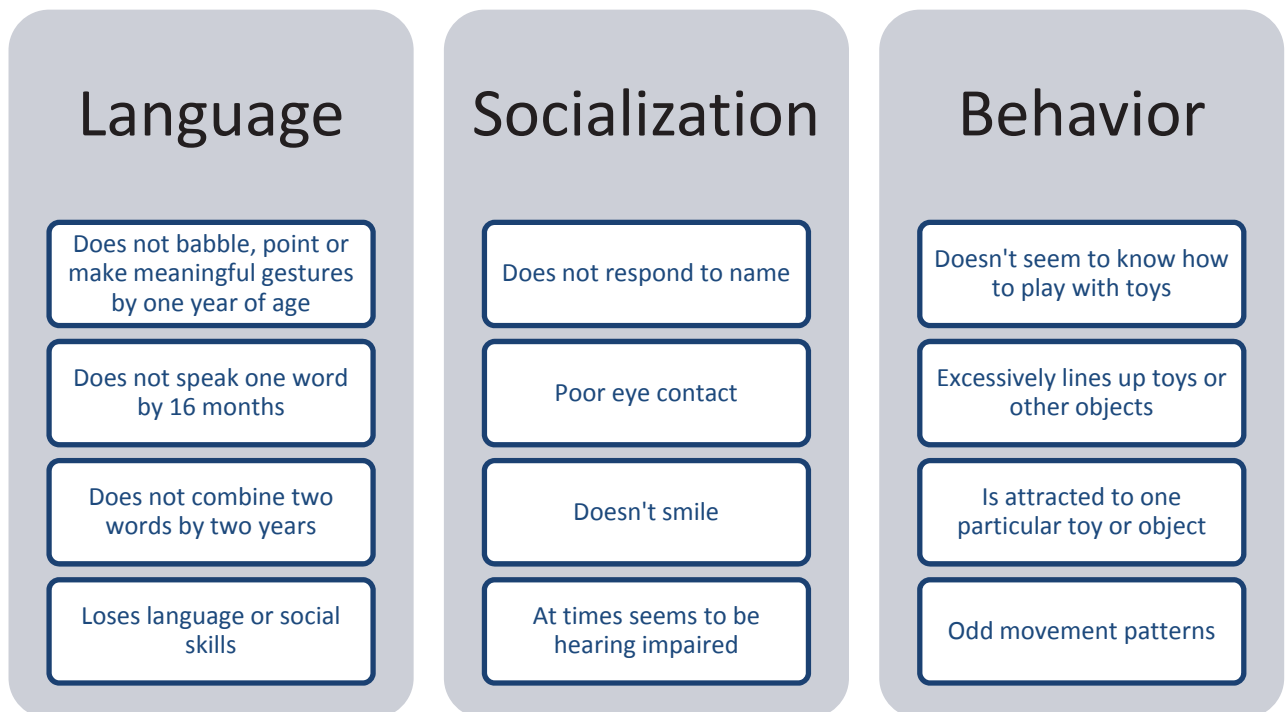 Language
Does not babble, point or
make meaningful gestures
by one year of age
Does not speak one word
by 16 months
Does not combine two
words by two years
Loses language or social
skills
Socialization
Does not respond to name
Poor eye contact
Doesn't smile
At times seems to be
hearing impaired
Behavior
Doesn't seem to know how
to play with toys
Excessively lines up toys or
other objects
Is attracted to one
particular toy or object
Odd movement patterns